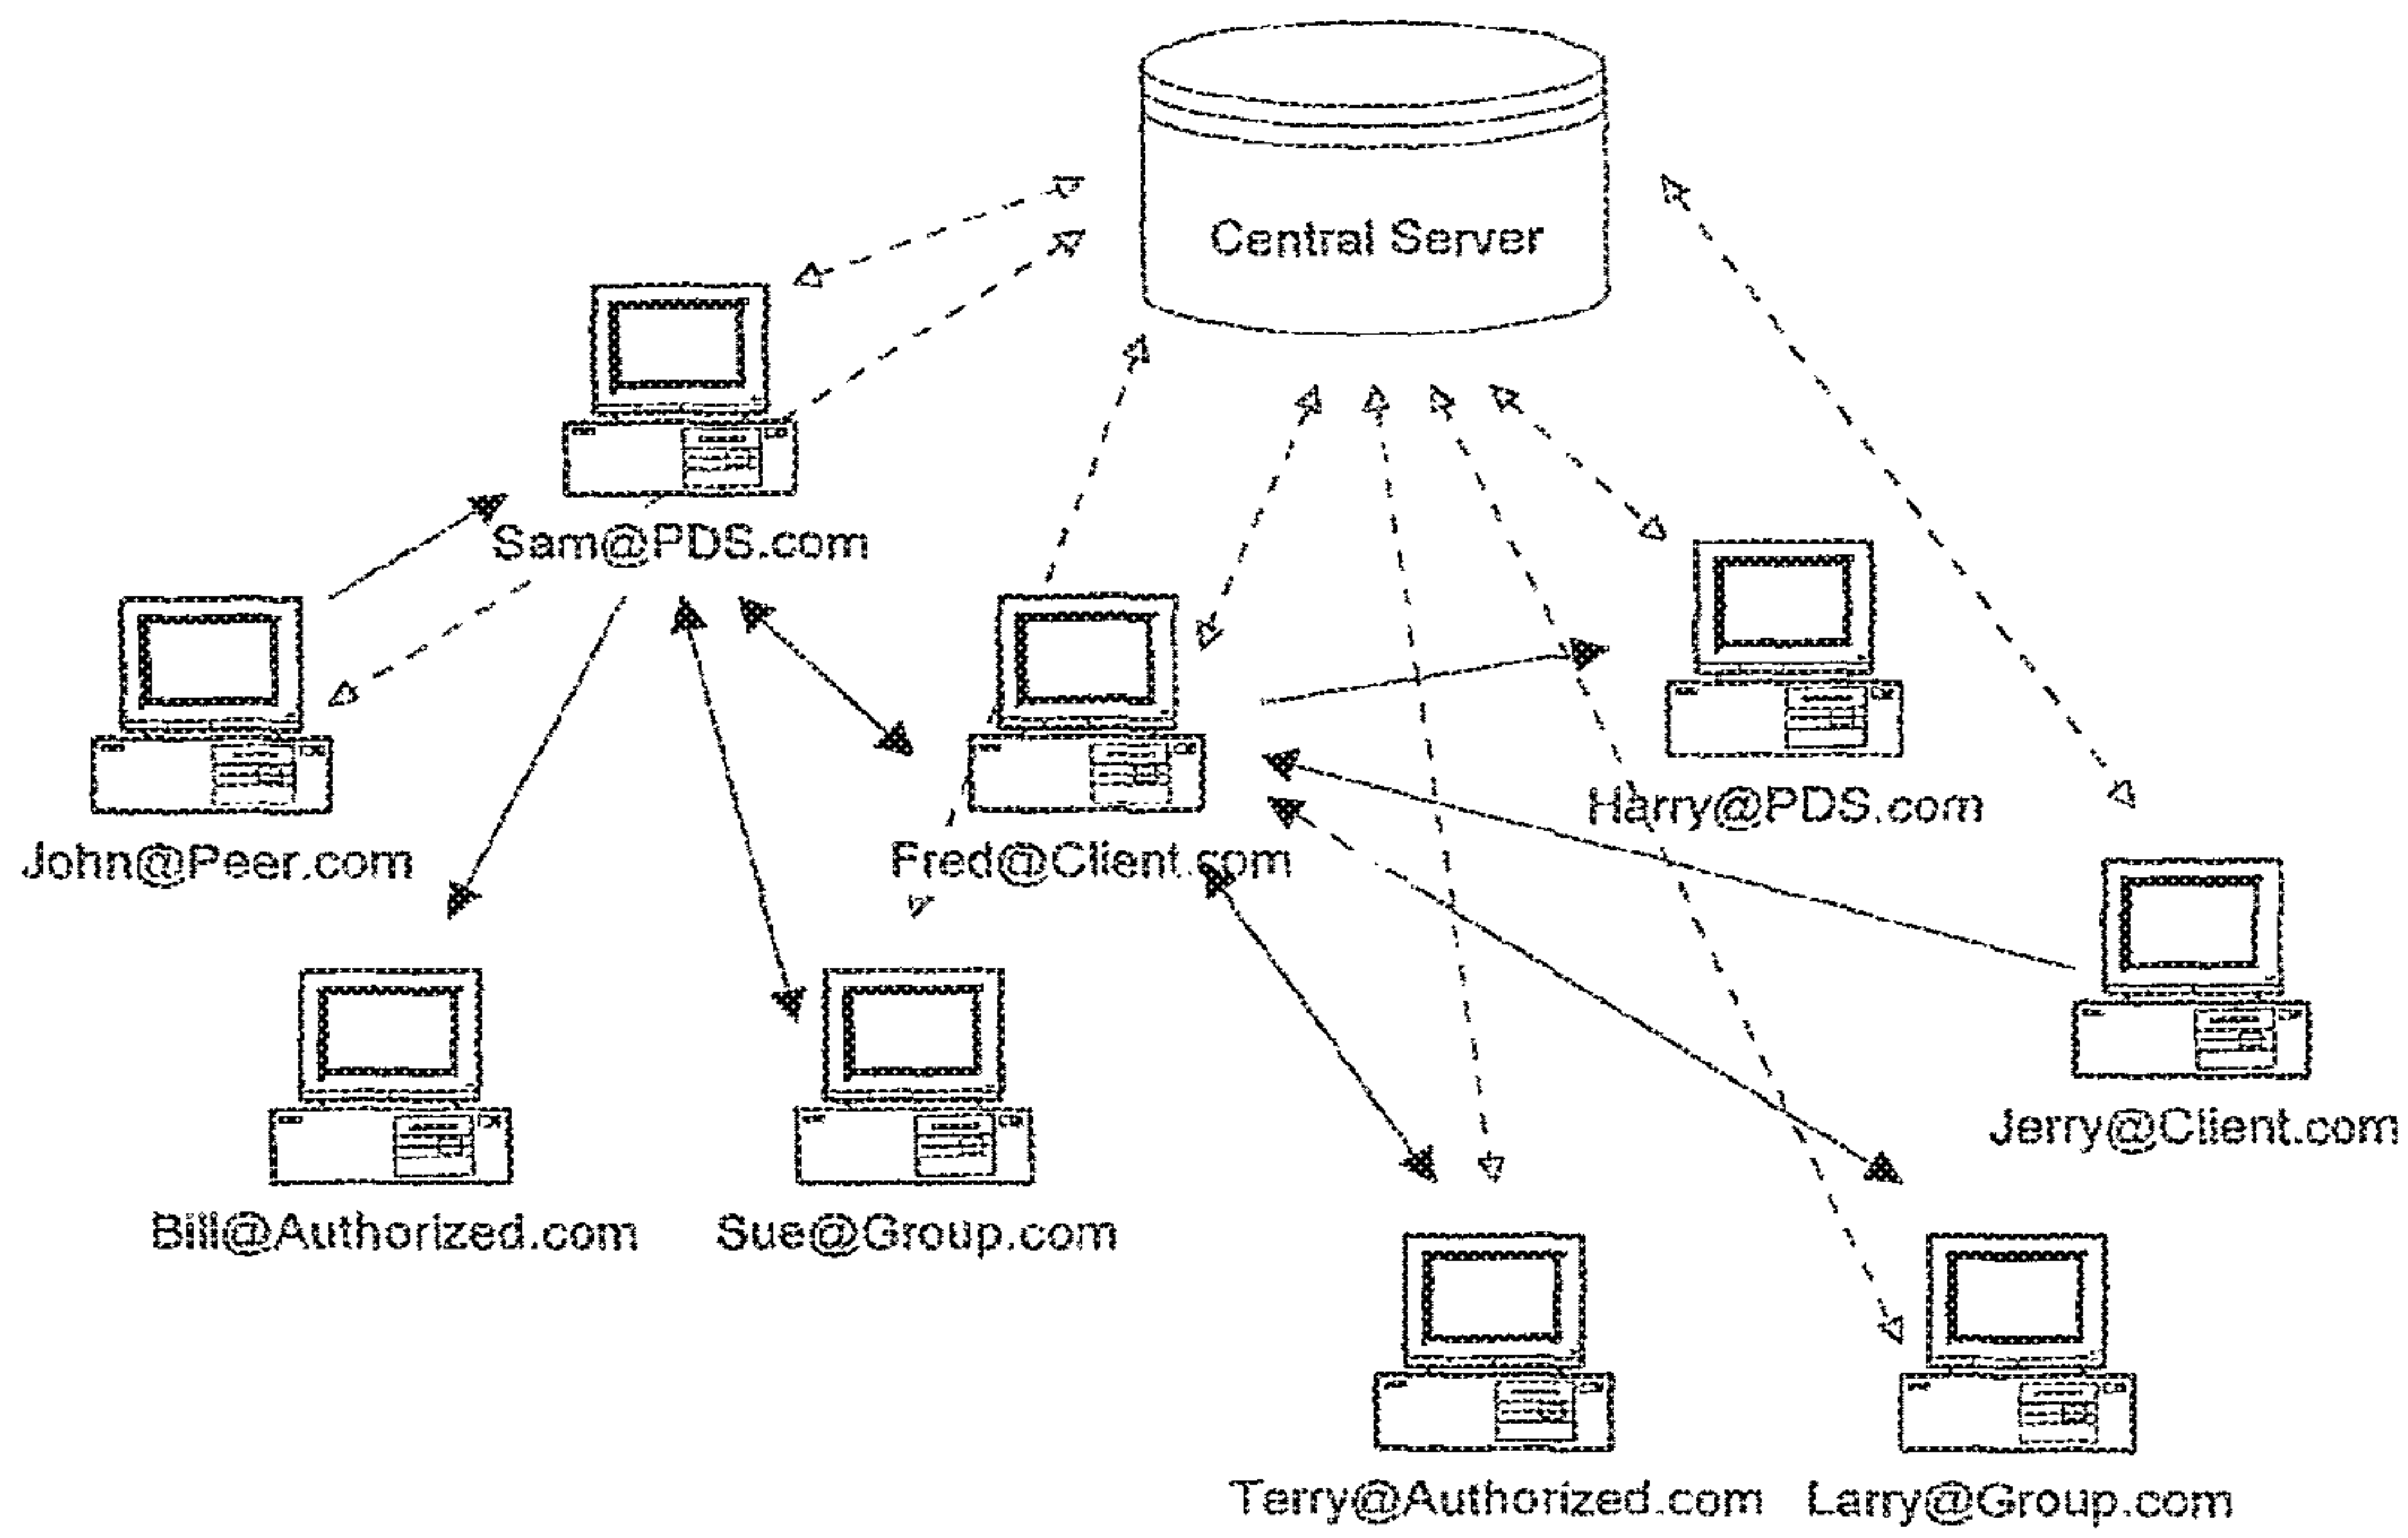 Central Server
Sam@PDS.com
Harry@PDS.com
John@Peer.com
Fred@Client.com
Jerry@Client.com
Bill@Authorized.com
Sue@Group.com
Terry@Authorized.com
Larry@Group.com